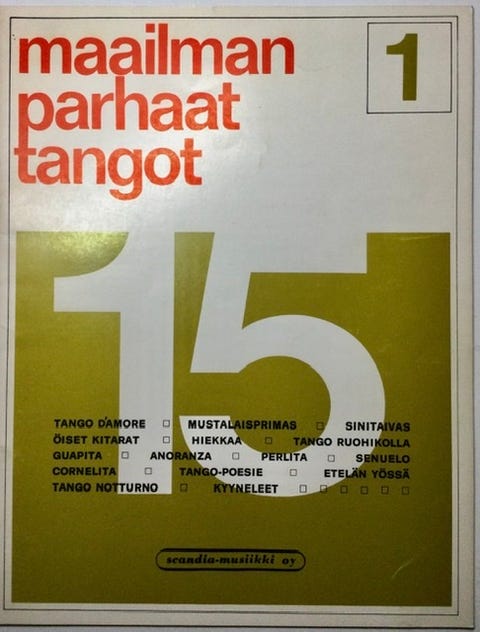 maailman
parhaat
tangot
1
15
TANGO D'AMORE □ MUSTALAISPRIMAS □ SINITAIVAS
ÖISET KITARAT □ HIEKKAA □ TANGO RUOHIKOLLA
GUAPITA □ ANORANZA □ PERLITA □ SENUELO
CORNELITA □ TANGO-POESIE □ ETELÄN YÖSSÄ
TANGO NOTTURNO □ KYYNELEET □ □ □ □ □ □
scandia-musiikki oy